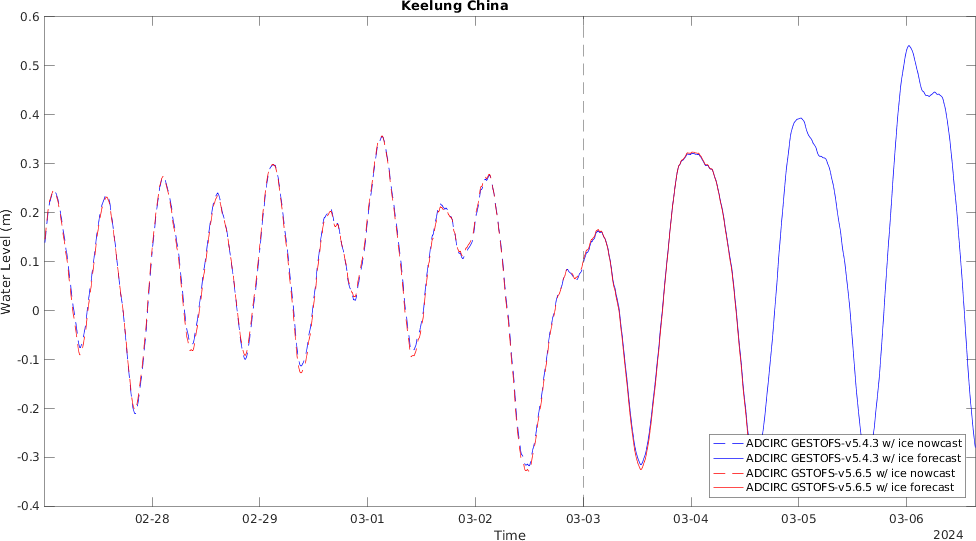 Keelung China
Water Level (m)
0.6
0.5
0.4
0.3
0.2
0.1
0
-0.1
-0.2
-0.3
-0.4
ADCIRC GESTOFS-v5.4.3 w/ ice nowcast
ADCIRC GESTOFS-v5.4.3 w/ ice forecast
ADCIRC GSTOFS-v5.6.5 w/ ice nowcast
ADCIRC GSTOFS-v5.6.5 w/ ice forecast
02-28 02-29 03-01 03-02 03-03 03-04 03-05 03-06
Time
2024